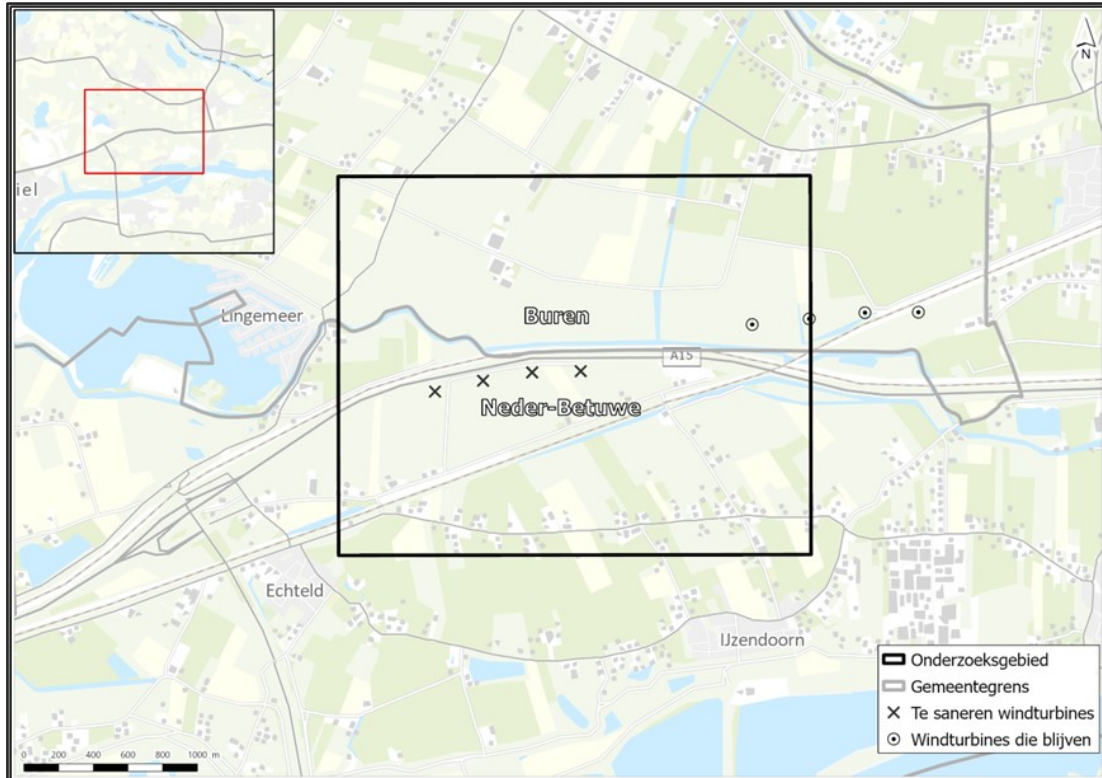 N
iel
Lingemeer
Buren
A15
Neder-Betuwe
Echteld
IJzendoorn
Onderzoeksgebied
Gemeentegrens
Te saneren windturbines
Windturbines die blijven
0 200 400 600 800 1000 m